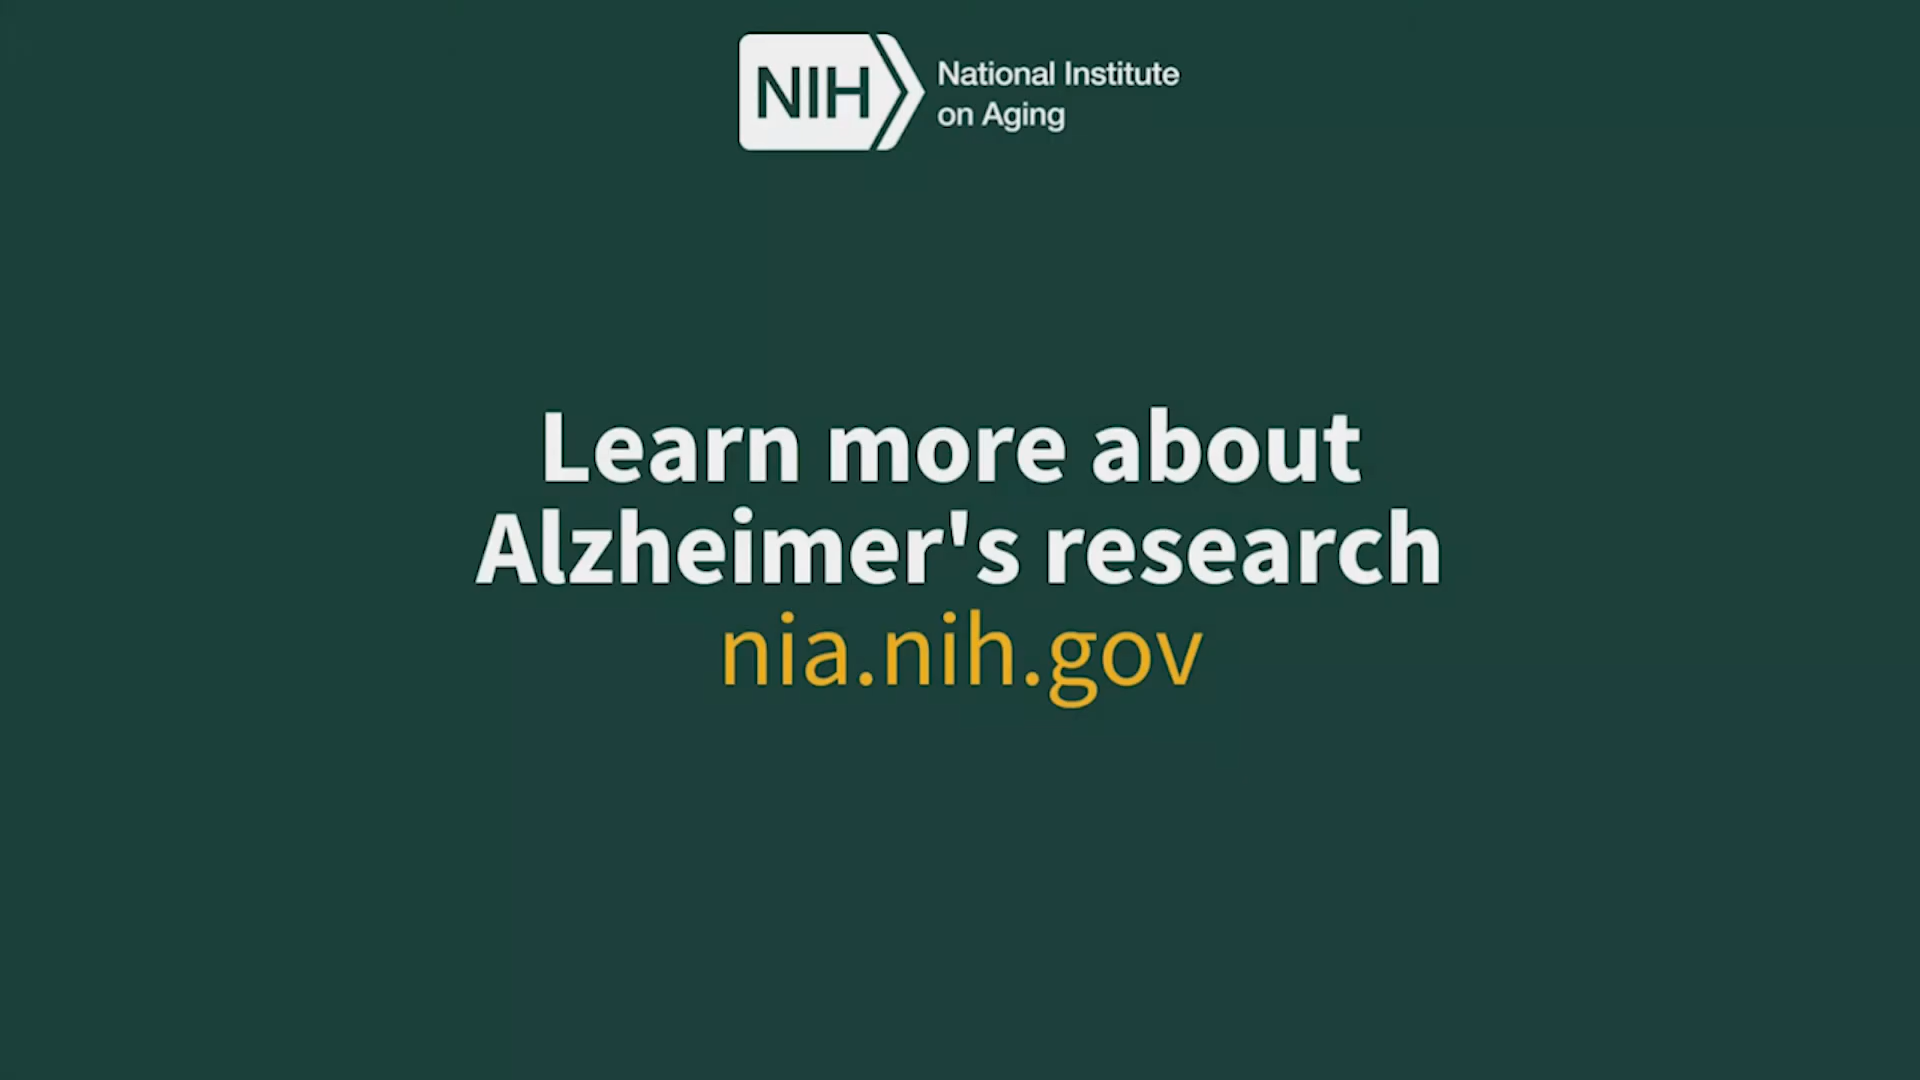 NIH
National Institute
on Aging
Learn more about
Alzheimer's research
nia.nih.gov